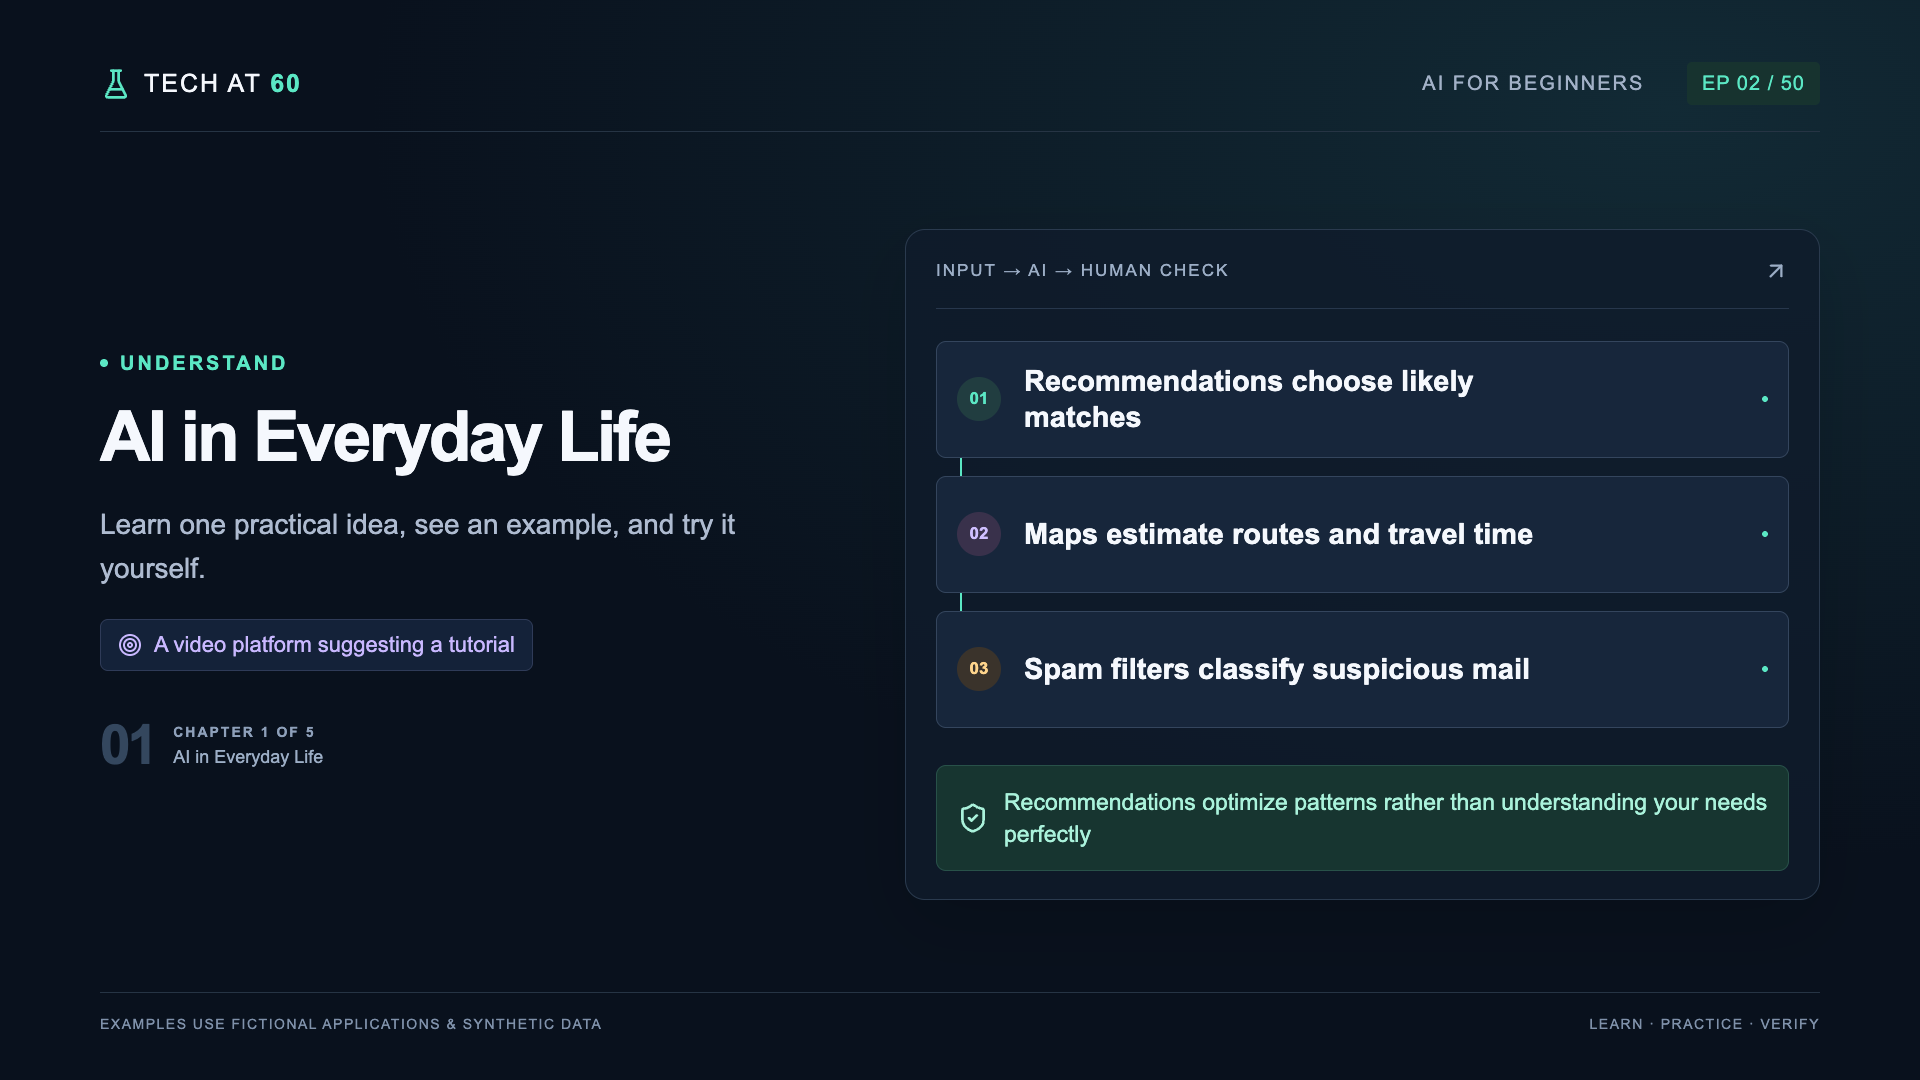 TECH AT 60
AI FOR BEGINNERS
EP 02 / 50
UNDERSTAND
AI in Everyday Life
Learn one practical idea, see an example, and try it
yourself.
A video platform suggesting a tutorial
01
CHAPTER 1 OF 5
AI in Everyday Life
INPUT → AI → HUMAN CHECK
01
Recommendations choose likely
matches
02
Maps estimate routes and travel time
03
Spam filters classify suspicious mail
Recommendations optimize patterns rather than understanding your needs
perfectly
EXAMPLES USE FICTIONAL APPLICATIONS & SYNTHETIC DATA
LEARN · PRACTICE · VERIFY